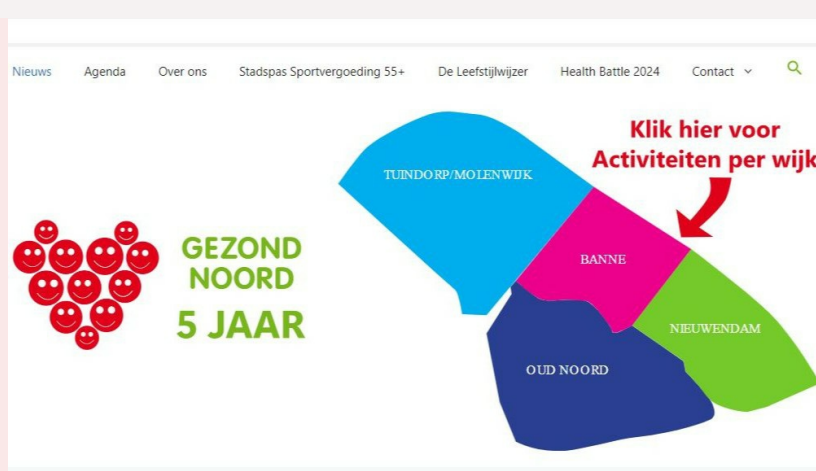 Nieuws Agenda Over ons Stadspas Sportvergoeding 55+ De Leefstijlwijzer Health Battle 2024 Contact
Klik hier voor
Activiteiten per wijk
TUINDORP/MOLENWIJK
GEZOND
NOORD
5 JAAR
BANNE
NIEUWENDAM
OUD NOORD